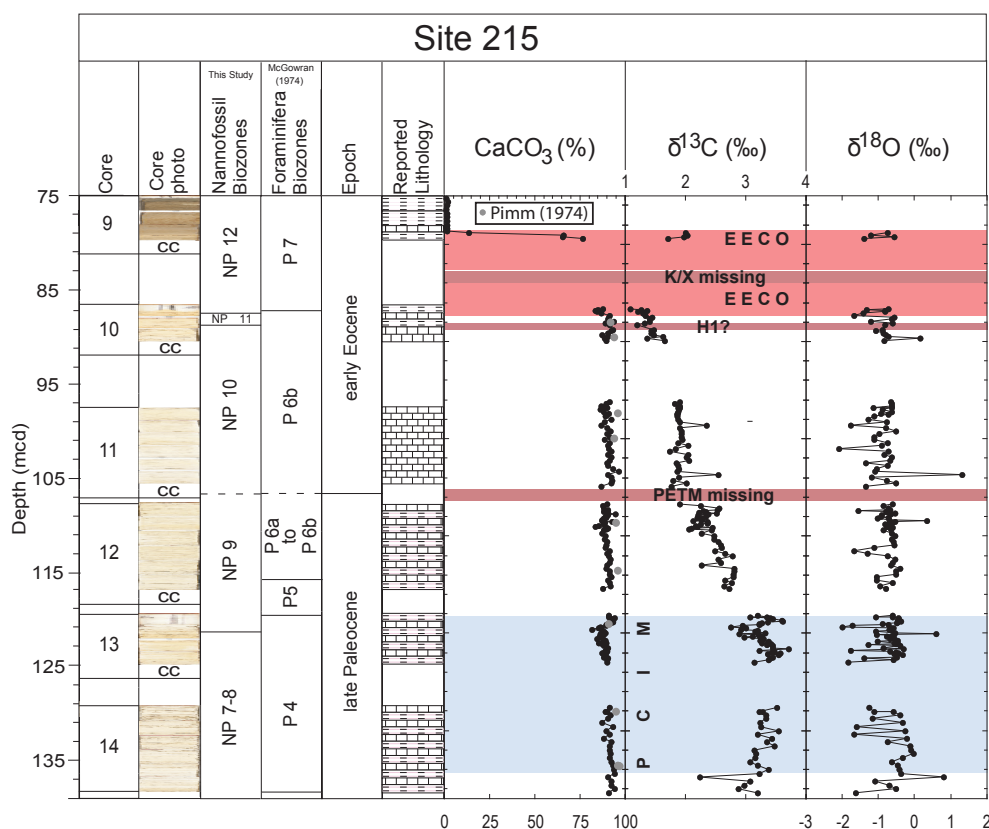 Site 215
This Study
McGowran
(1974)
Core
Core
photo
Nannofossil
Biozones
Foraminifera
Biozones
Epoch
Reported
Lithology
CaCO3 (%)
δ13C (‰)
δ18O (‰)
1 2 3 4
Depth (mcd)
75
85
95
105
115
125
135
9
10
11
12
13
14
CC
CC
CC
CC
CC
NP 12
NP 11
NP 10
NP 9
NP 7-8
P 7
P 6b
P 6a
to
P 6b
P5
P 4
early Eocene
late Paleocene
Pimm (1974)
E E C O
K/X missing
E E C O
H1?
PETM missing
P C I M
0 25 50 75 100
-3 -2 -1 0 1 2